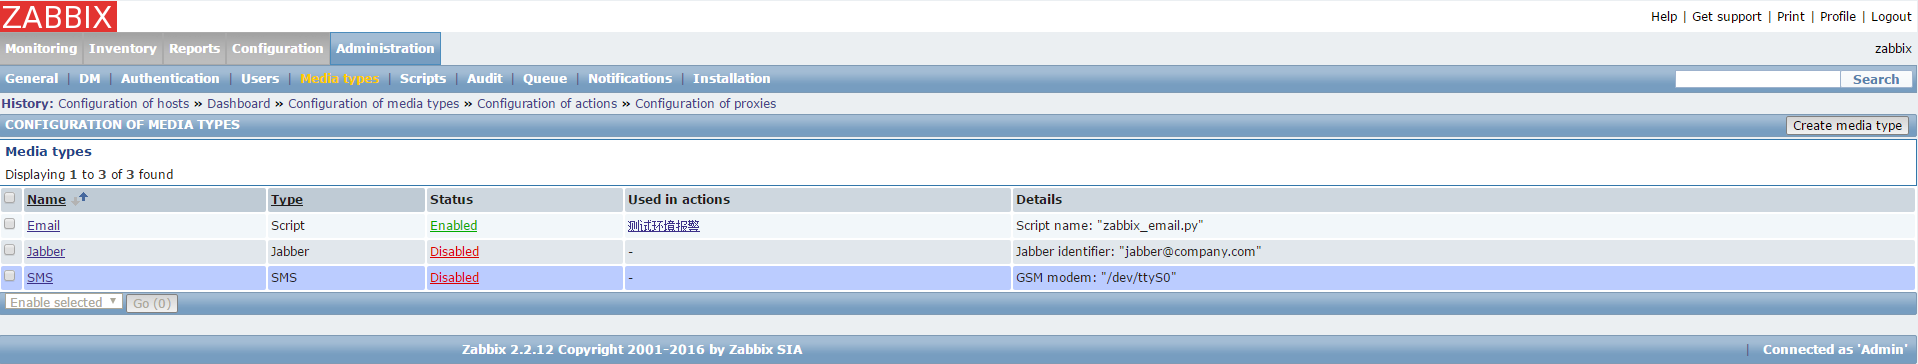 ZABBIX
Help | Get support | Print | Profile | Logout
Monitoring Inventory Reports Configuration Administration zabbix
General | DM | Authentication | Users | Media types | Scripts | Audit | Queue | Notifications | Installation Search
History: Configuration of hosts » Dashboard » Configuration of media types » Configuration of actions » Configuration of proxies
CONFIGURATION OF MEDIA TYPES Create media type
Media types
Displaying 1 to 3 of 3 found
Name Type Status Used in actions Details
Email Script Enabled 测试环境报警 Script name: "zabbix_email.py"
Jabber Jabber Disabled - Jabber identifier: "jabber@company.com"
SMS SMS Disabled - GSM modem: "/dev/ttyS0"
Enable selected Go (0)
Zabbix 2.2.12 Copyright 2001-2016 by Zabbix SIA | Connected as 'Admin'